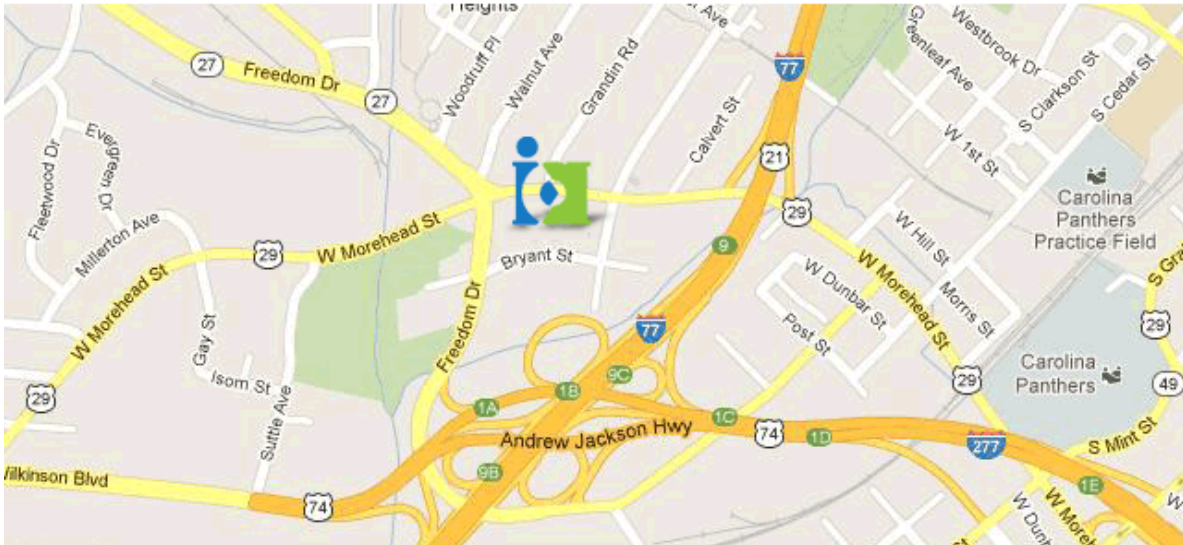 Heights
Ave
77
Westbrook Dr
Greenleaf Ave
S Clarkson St
S Cedar St
27
Freedom Dr
27
Woodruff Pl
Walnut Ave
Grandin Rd
Calvert St
21
W 1st St
Carolina
Panthers
Practice Field
Fleetwood Dr
Evergreen Dr
Millerton Ave
29
W Morehead St
29
W Hill St
Morris St
W Morehead St
Bryant St
9
W Dunbar St
W Morehead St
Post St
Gay St
Isom St
Suttle Ave
Freedom Dr
77
29
29
Carolina
Panthers
49
29
1A
1B
9C
1C
74
1D
Andrew Jackson Hwy
277
S Mint St
9B
74
1E